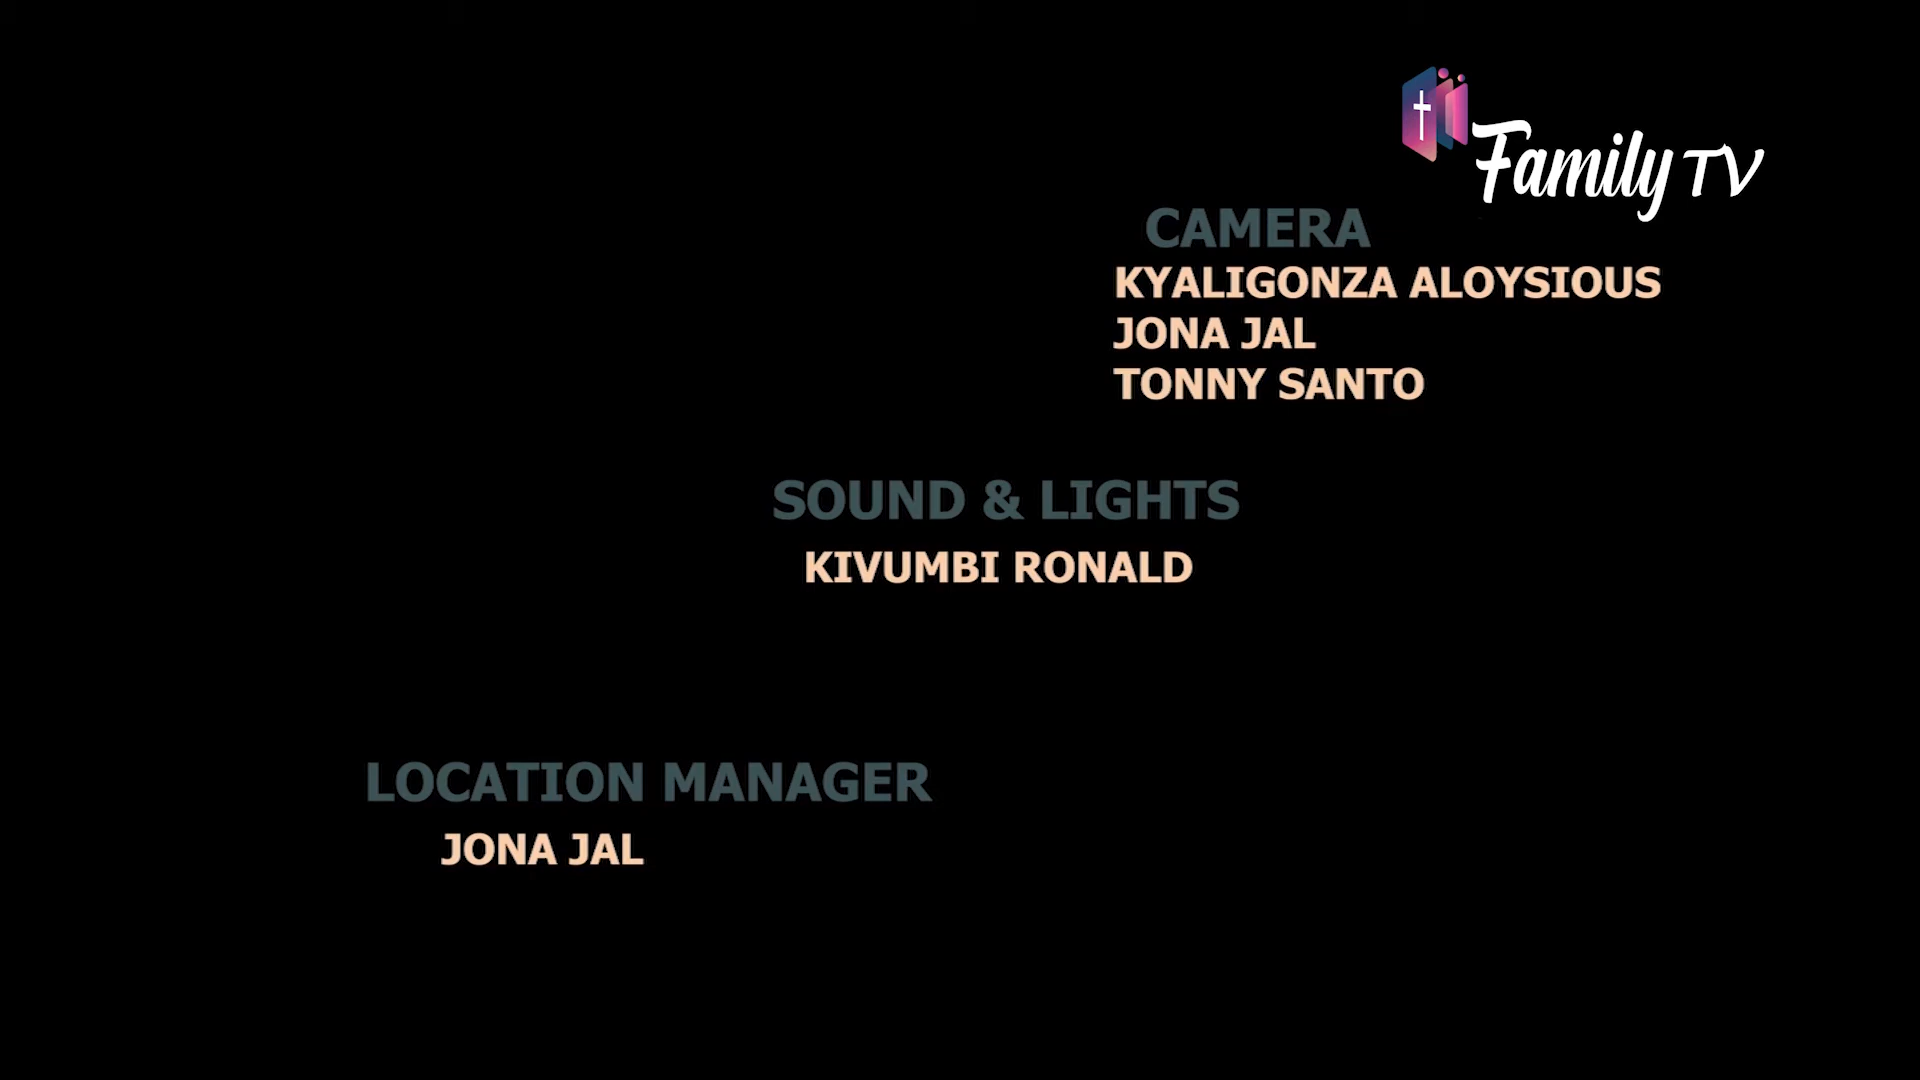 Family TV
CAMERA
KYALIGONZA ALOYSIOUS
JONA JAL
TONNY SANTO
SOUND & LIGHTS
KIVUMBI RONALD
LOCATION MANAGER
JONA JAL